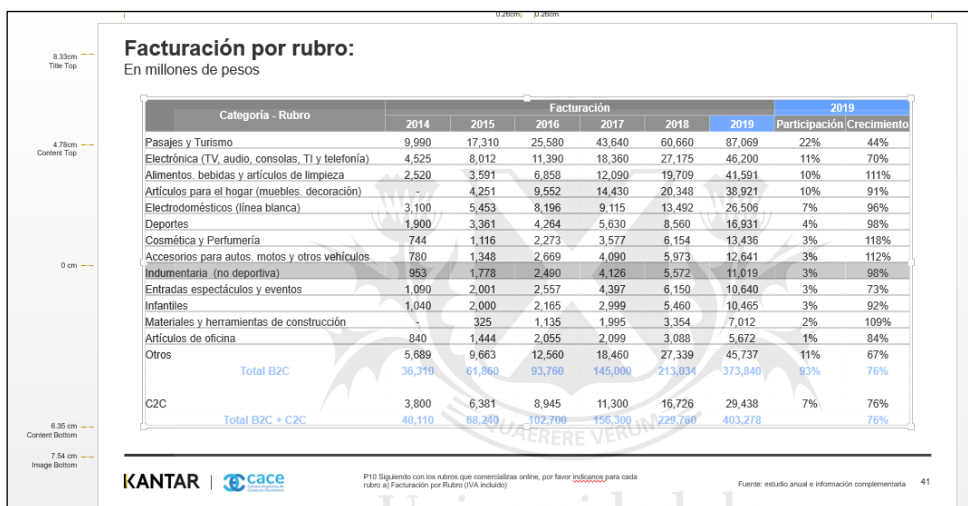 0.26cm 0.26cm
8.33cm
Title Top
Facturación por rubro:
En millones de pesos
4.78cm
Content Top
Categoría - Rubro Facturación 2019
2014 2015 2016 2017 2018 2019 Participación Crecimiento
Pasajes y Turismo 9,990 17,310 25,580 43,640 60,660 87,069 22% 44%
Electrónica (TV, audio, consolas, TI y telefonía) 4,525 8,012 11,390 18,360 27,175 46,200 11% 70%
Alimentos. bebidas y artículos de limpieza 2,520 3,591 6,858 12,090 19,709 41,591 10% 111%
Artículos para el hogar (muebles. decoración) - 4,251 9,552 14,430 20,348 38,921 10% 91%
Electrodomésticos (línea blanca) 3,100 5,453 8,196 9,115 13,492 26,506 7% 96%
Deportes 1,900 3,361 4,264 5,630 8,560 16,931 4% 98%
Cosmética y Perfumería 744 1,116 2,273 3,577 6,154 13,436 3% 118%
Accesorios para autos. motos y otros vehículos 780 1,348 2,669 4,090 5,973 12,641 3% 112%
0 cm
Indumentaria (no deportiva) 953 1,778 2,490 4,126 5,572 11,019 3% 98%
Entradas espectáculos y eventos 1,090 2,001 2,557 4,397 6,150 10,640 3% 73%
Infantiles 1,040 2,000 2,165 2,999 5,460 10,465 3% 92%
Materiales y herramientas de construcción - 325 1,135 1,995 3,354 7,012 2% 109%
Artículos de oficina 840 1,444 2,055 2,099 3,088 5,672 1% 84%
Otros 5,689 9,663 12,560 18,460 27,339 45,737 11% 67%
Total B2C 36,310 61,860 93,760 145,000 213,034 373,840 93% 76%
C2C 3,800 6,381 8,945 11,300 16,726 29,438 7% 76%
Total B2C + C2C 40,110 68,240 102,700 156,300 229,760 403,278 76%
QUAERERE VERUM
6.35 cm
Content Bottom
7.54 cm
Image Bottom
KANTAR | cace
P10 Siguiendo con los rubros que comercializas online, por favor indicanos para cada
rubro a) Facturación por Rubro (IVA incluido)
Fuente: estudio anual e información complementaria 41